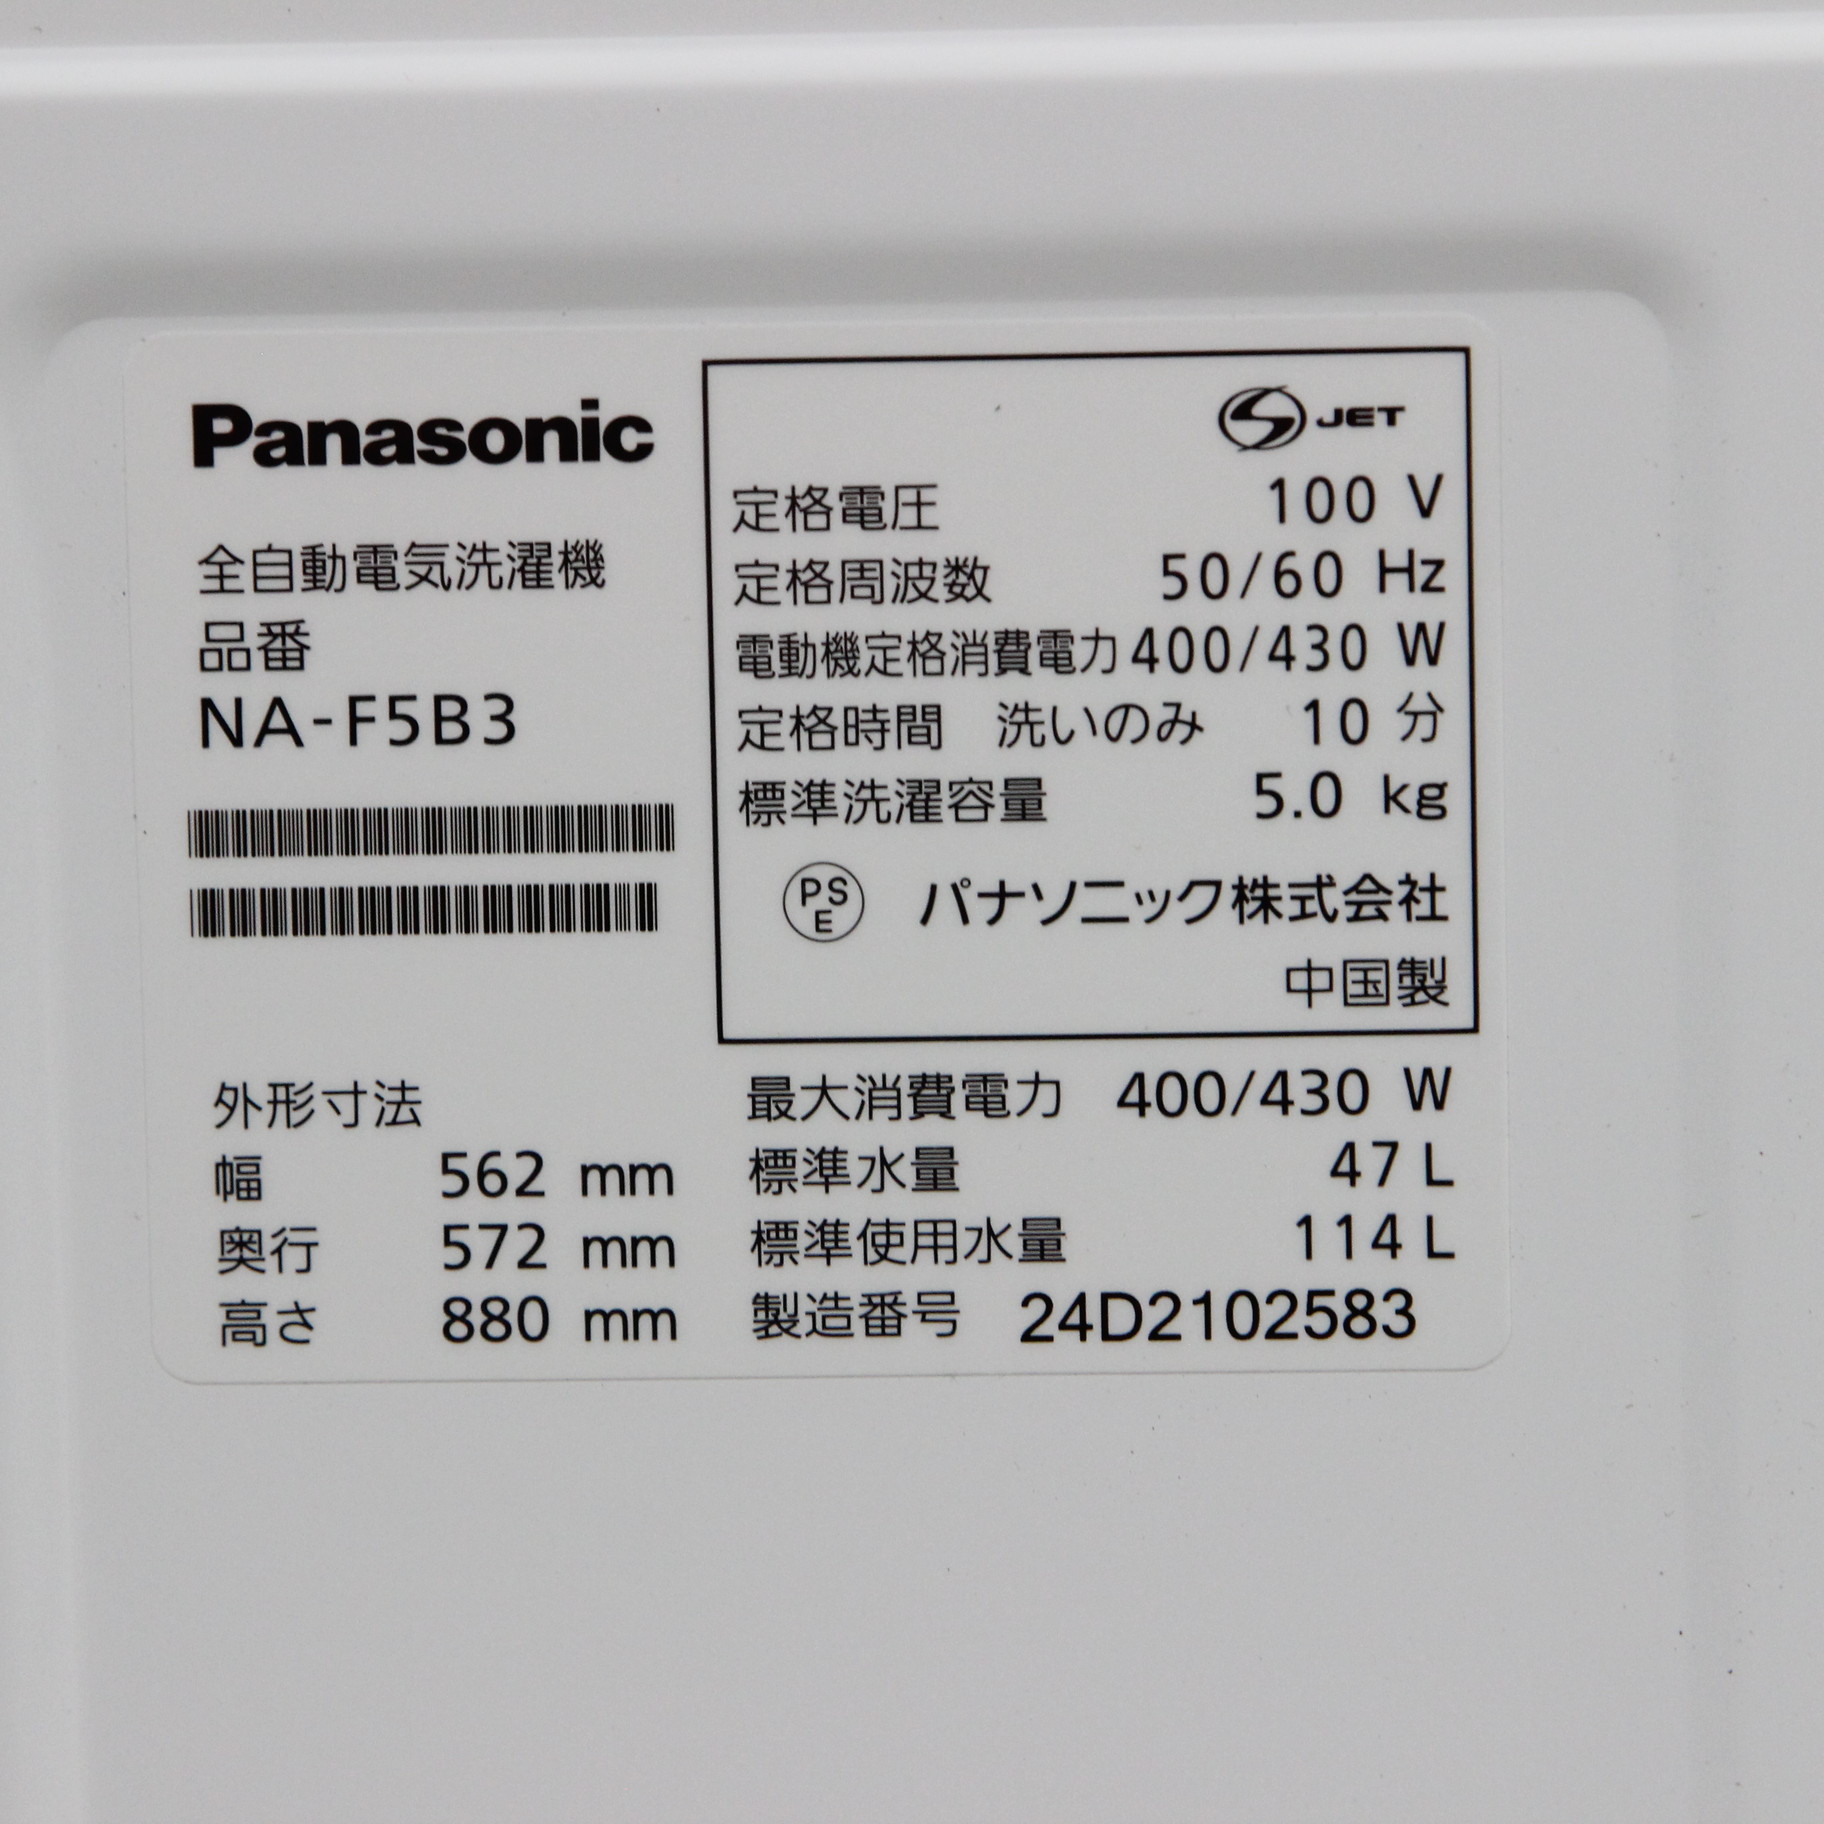 Panasonic
全自動電気洗濯機
品番
NA-F5B3
JET
定格電圧 100 V
定格周波数 50/60 Hz
電動機定格消費電力 400/430 W
定格時間 洗いのみ 10 分
標準洗濯容量 5.0 kg
PS
E
パナソニック株式会社
中国製
外形寸法
幅 562 mm
奥行 572 mm
高さ 880 mm
最大消費電力 400/430 W
標準水量 47 L
標準使用水量 114 L
製造番号 24D2102583